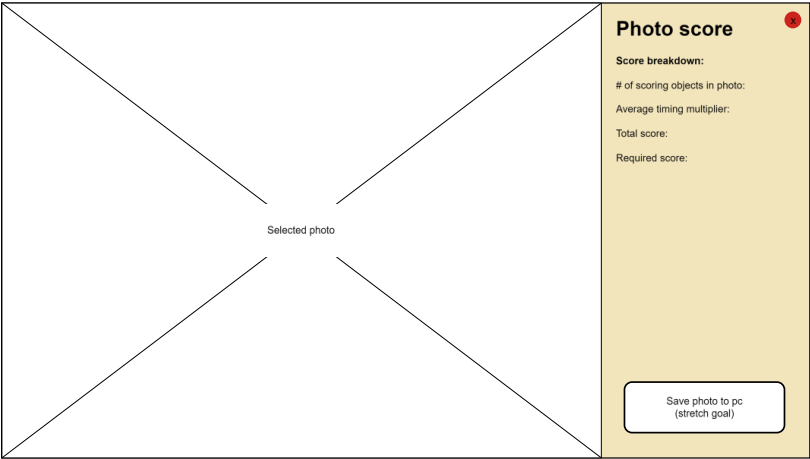 Photo score
x
Score breakdown:
# of scoring objects in photo:
Average timing multiplier:
Total score:
Required score:
Selected photo
Save photo to pc
(stretch goal)